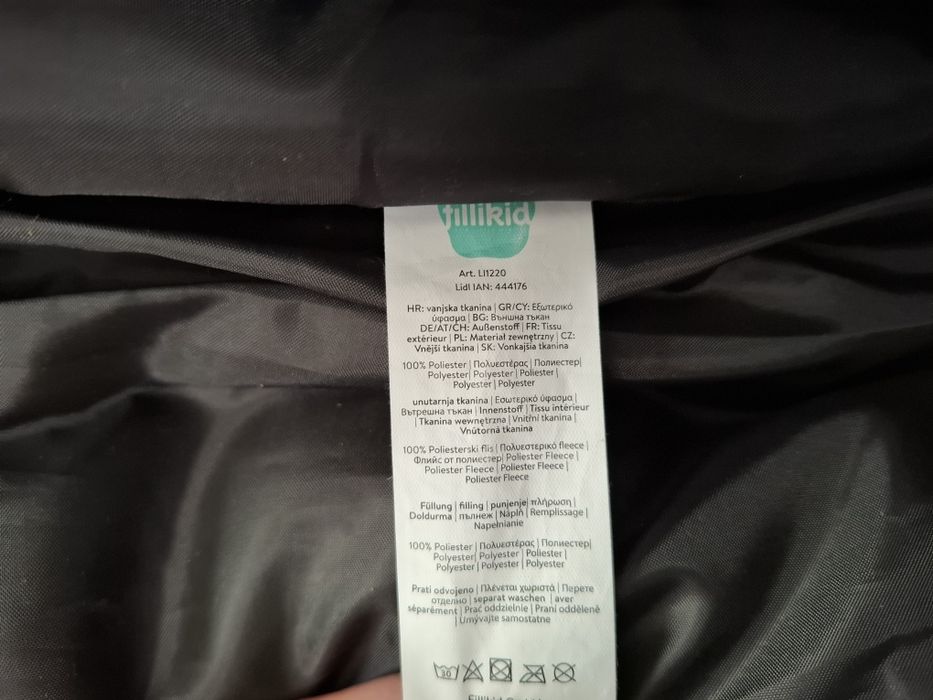 fillikid
Art. LI1220
Lidl IAN: 444176
HR: vanjska tkanina | GR/CY: Εξωτερικό
ύφασμα | BG: Външна тъкан
DE/AT/CH: Außenstoff | FR: Tissu
extérieur | PL: Materiał zewnętrzny | CZ:
Vnější tkanina | SK: Vonkajšia tkanina
100% Poliester | Πολυεστέρας | Полиестер|
Polyester| Polyester | Poliester |
Polyester | Polyester
unutarnja tkanina | Εσωτερικό ύφασμα |
Вътрешна тъкан | Innenstoff | Tissu intérieur
| Tkanina wewnętrzna | Vnitřní tkanina |
Vnútorná tkanina
100% Poliesterski flis | Πολυεστερικό fleece |
Флийс от полиестер| Poliester Fleece |
Poliester Fleece | Poliester Fleece |
Poliester Fleece
Füllung | filling | punjenje| πλήρωση |
Doldurma | пълнеж | Náplň | Remplissage |
Napełnianie
100% Poliester | Πολυεστέρας | Полиестер|
Polyester| Polyester | Poliester |
Polyester | Polyester | Polyester
Prati odvojeno | Πλένεται χωριστά | Перете
отделно | separat waschen | aver
séparément | Prać oddzielnie | Praní odděleně
| Umývajte samostatne
30